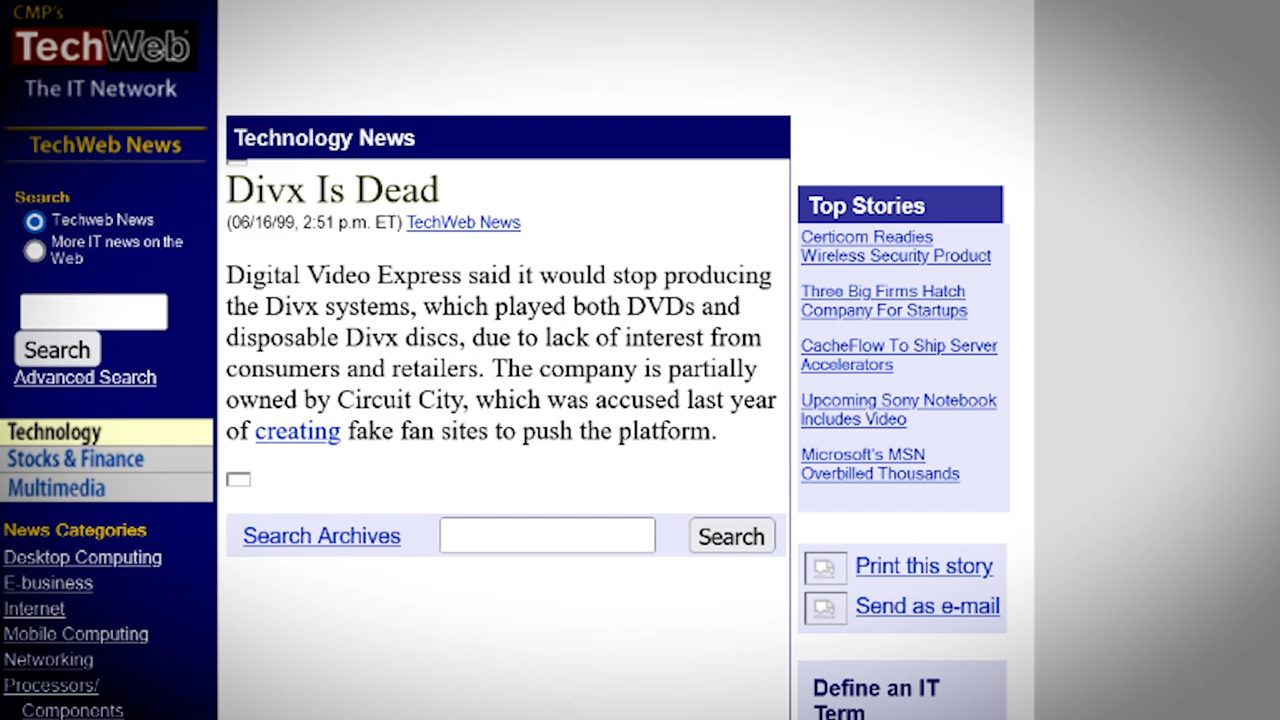 CMP's
TechWeb
The IT Network
TechWeb News
Search
Techweb News
More IT news on the
Web
Search
Advanced Search
Technology
Stocks & Finance
Multimedia
News Categories
Desktop Computing
E-business
Internet
Mobile Computing
Networking
Processors/
Components
Technology News
Divx Is Dead
(06/16/99, 2:51 p.m. ET) TechWeb News
Digital Video Express said it would stop producing
the Divx systems, which played both DVDs and
disposable Divx discs, due to lack of interest from
consumers and retailers. The company is partially
owned by Circuit City, which was accused last year
of creating fake fan sites to push the platform.
Search Archives
Search
Top Stories
Certicom Readies
Wireless Security Product
Three Big Firms Hatch
Company For Startups
CacheFlow To Ship Server
Accelerators
Upcoming Sony Notebook
Includes Video
Microsoft's MSN
Overbilled Thousands
Print this story
Send as e-mail
Define an IT
Term